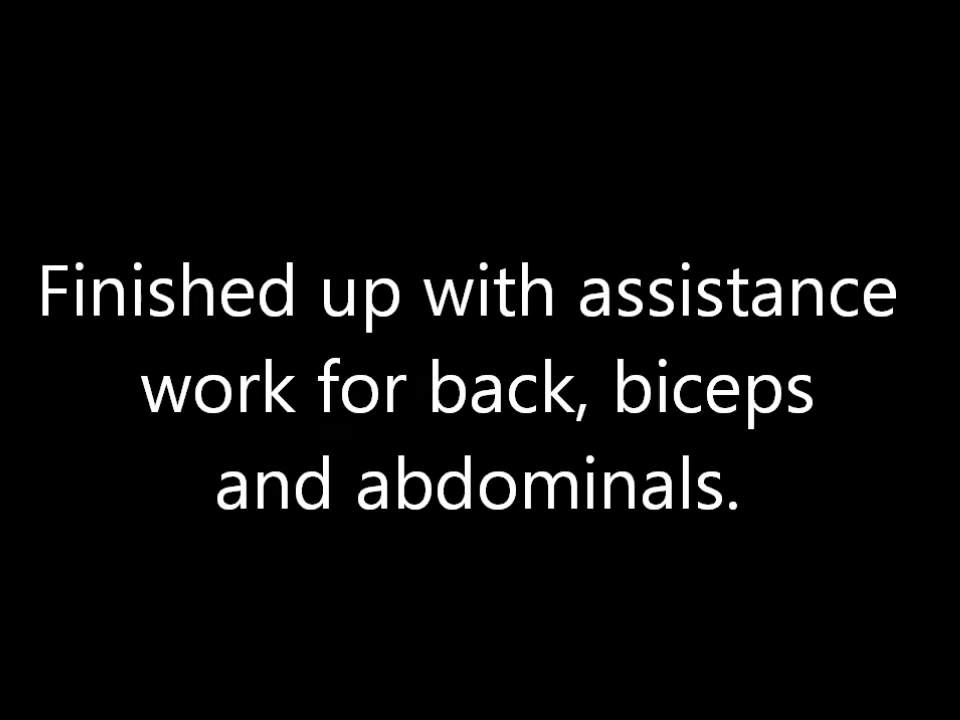 Finished up with assistance
work for back, biceps
and abdominals.